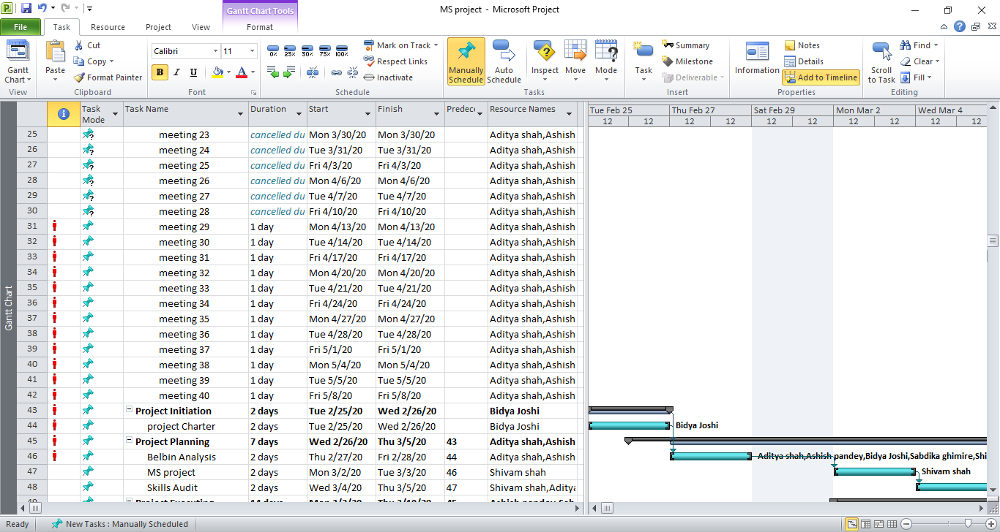 MS project - Microsoft Project
Gantt Chart Tools
File Task Resource Project View Format
Gantt Chart
View
Paste
Cut
Copy
Format Painter
Clipboard
Calibri 11
B I U A
Font
0% 25% 50% 75% 100%
Mark on Track
Respect Links
Inactivate
Schedule
Manually Schedule
Auto Schedule
Inspect
Move
Mode
Tasks
Task
Summary
Milestone
Deliverable
Insert
Information
Notes
Details
Add to Timeline
Properties
Scroll to Task
Find
Clear
Fill
Editing
Task Mode Task Name Duration Start Finish Predec Resource Names
Tue Feb 25 Thu Feb 27 Sat Feb 29 Mon Mar 2 Wed Mar 4
12 12 12 12 12 12 12 12 12 12
25 meeting 23 cancelled du Mon 3/30/20 Mon 3/30/20 Aditya shah,Ashish
26 meeting 24 cancelled du Tue 3/31/20 Tue 3/31/20 Aditya shah,Ashish
27 meeting 25 cancelled du Fri 4/3/20 Fri 4/3/20 Aditya shah,Ashish
28 meeting 26 cancelled du Mon 4/6/20 Mon 4/6/20 Aditya shah,Ashish
29 meeting 27 cancelled du Tue 4/7/20 Tue 4/7/20 Aditya shah,Ashish
30 meeting 28 cancelled du Fri 4/10/20 Fri 4/10/20 Aditya shah,Ashish
31 meeting 29 1 day Mon 4/13/20 Mon 4/13/20 Aditya shah,Ashish
32 meeting 30 1 day Tue 4/14/20 Tue 4/14/20 Aditya shah,Ashish
33 meeting 31 1 day Fri 4/17/20 Fri 4/17/20 Aditya shah,Ashish
34 meeting 32 1 day Mon 4/20/20 Mon 4/20/20 Aditya shah,Ashish
35 meeting 33 1 day Tue 4/21/20 Tue 4/21/20 Aditya shah,Ashish
36 meeting 34 1 day Fri 4/24/20 Fri 4/24/20 Aditya shah,Ashish
37 meeting 35 1 day Mon 4/27/20 Mon 4/27/20 Aditya shah,Ashish
38 meeting 36 1 day Tue 4/28/20 Tue 4/28/20 Aditya shah,Ashish
39 meeting 37 1 day Fri 5/1/20 Fri 5/1/20 Aditya shah,Ashish
40 meeting 38 1 day Mon 5/4/20 Mon 5/4/20 Aditya shah,Ashish
41 meeting 39 1 day Tue 5/5/20 Tue 5/5/20 Aditya shah,Ashish
42 meeting 40 1 day Fri 5/8/20 Fri 5/8/20 Aditya shah,Ashish
43 Project Initiation 2 days Tue 2/25/20 Wed 2/26/20 Bidya Joshi
44 project Charter 2 days Tue 2/25/20 Wed 2/26/20 Bidya Joshi Bidya Joshi
45 Project Planning 7 days Wed 2/26/20 Thu 3/5/20 43 Aditya shah,Ashish
46 Belbin Analysis 2 days Thu 2/27/20 Fri 2/28/20 44 Aditya shah,Ashish Aditya shah,Ashish pandey,Bidya Joshi,Sabdika ghimire,Shi
47 MS project 2 days Mon 3/2/20 Tue 3/3/20 46 Shivam shah Shivam shah
48 Skills Audit 2 days Wed 3/4/20 Thu 3/5/20 47 Shivam shah,Aditya
Gantt Chart
Ready New Tasks : Manually Scheduled